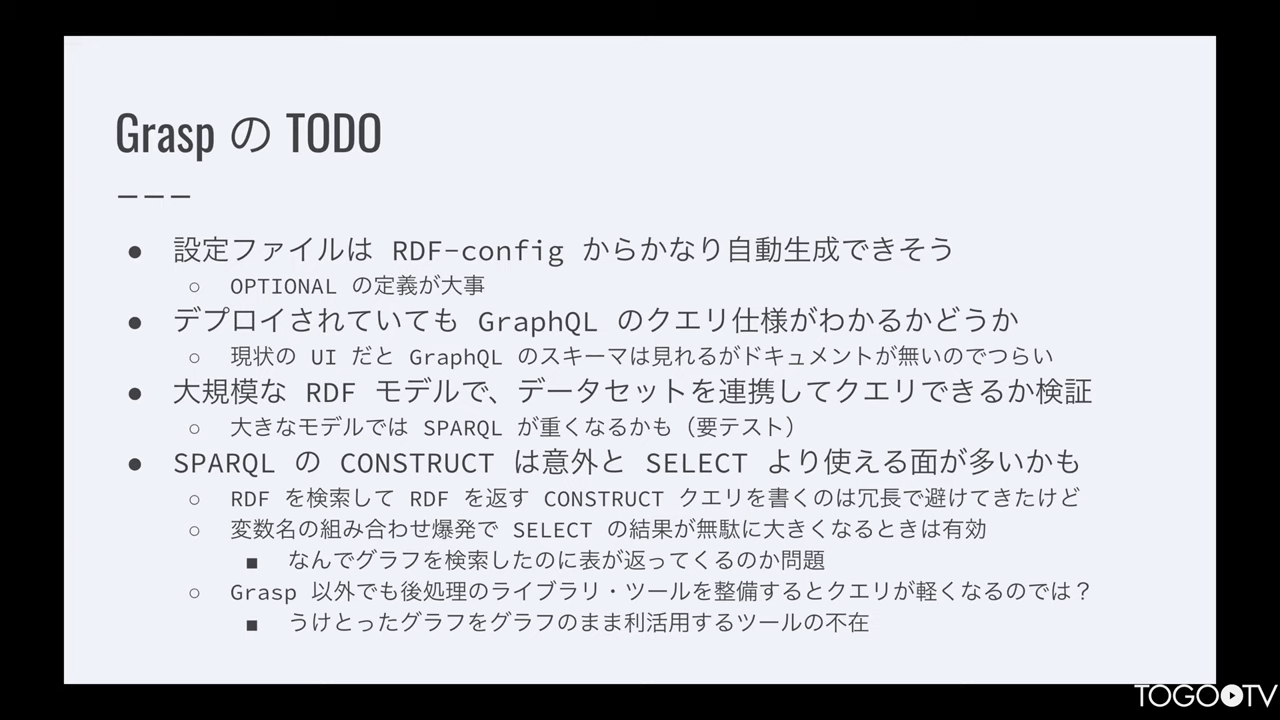 Grasp の TODO
---
● 設定ファイルは RDF-config からかなり自動生成できそう
○ OPTIONAL の定義が大事
● デプロイされていても GraphQL のクエリ仕様がわかるかどうか
○ 現状の UI だと GraphQL のスキーマは見れるがドキュメントが無いのでつらい
● 大規模な RDF モデルで、データセットを連携してクエリできるか検証
○ 大きなモデルでは SPARQL が重くなるかも（要テスト）
● SPARQL の CONSTRUCT は意外と SELECT より使える面が多いかも
○ RDF を検索して RDF を返す CONSTRUCT クエリを書くのは冗長で避けてきたけど
○ 変数名の組み合わせ爆発で SELECT の結果が無駄に大きくなるときは有効
■ なんでグラフを検索したのに表が返ってくるのか問題
○ Grasp 以外でも後処理のライブラリ・ツールを整備するとクエリが軽くなるのでは？
■ うけとったグラフをグラフのまま利活用するツールの不在
TOGOTV